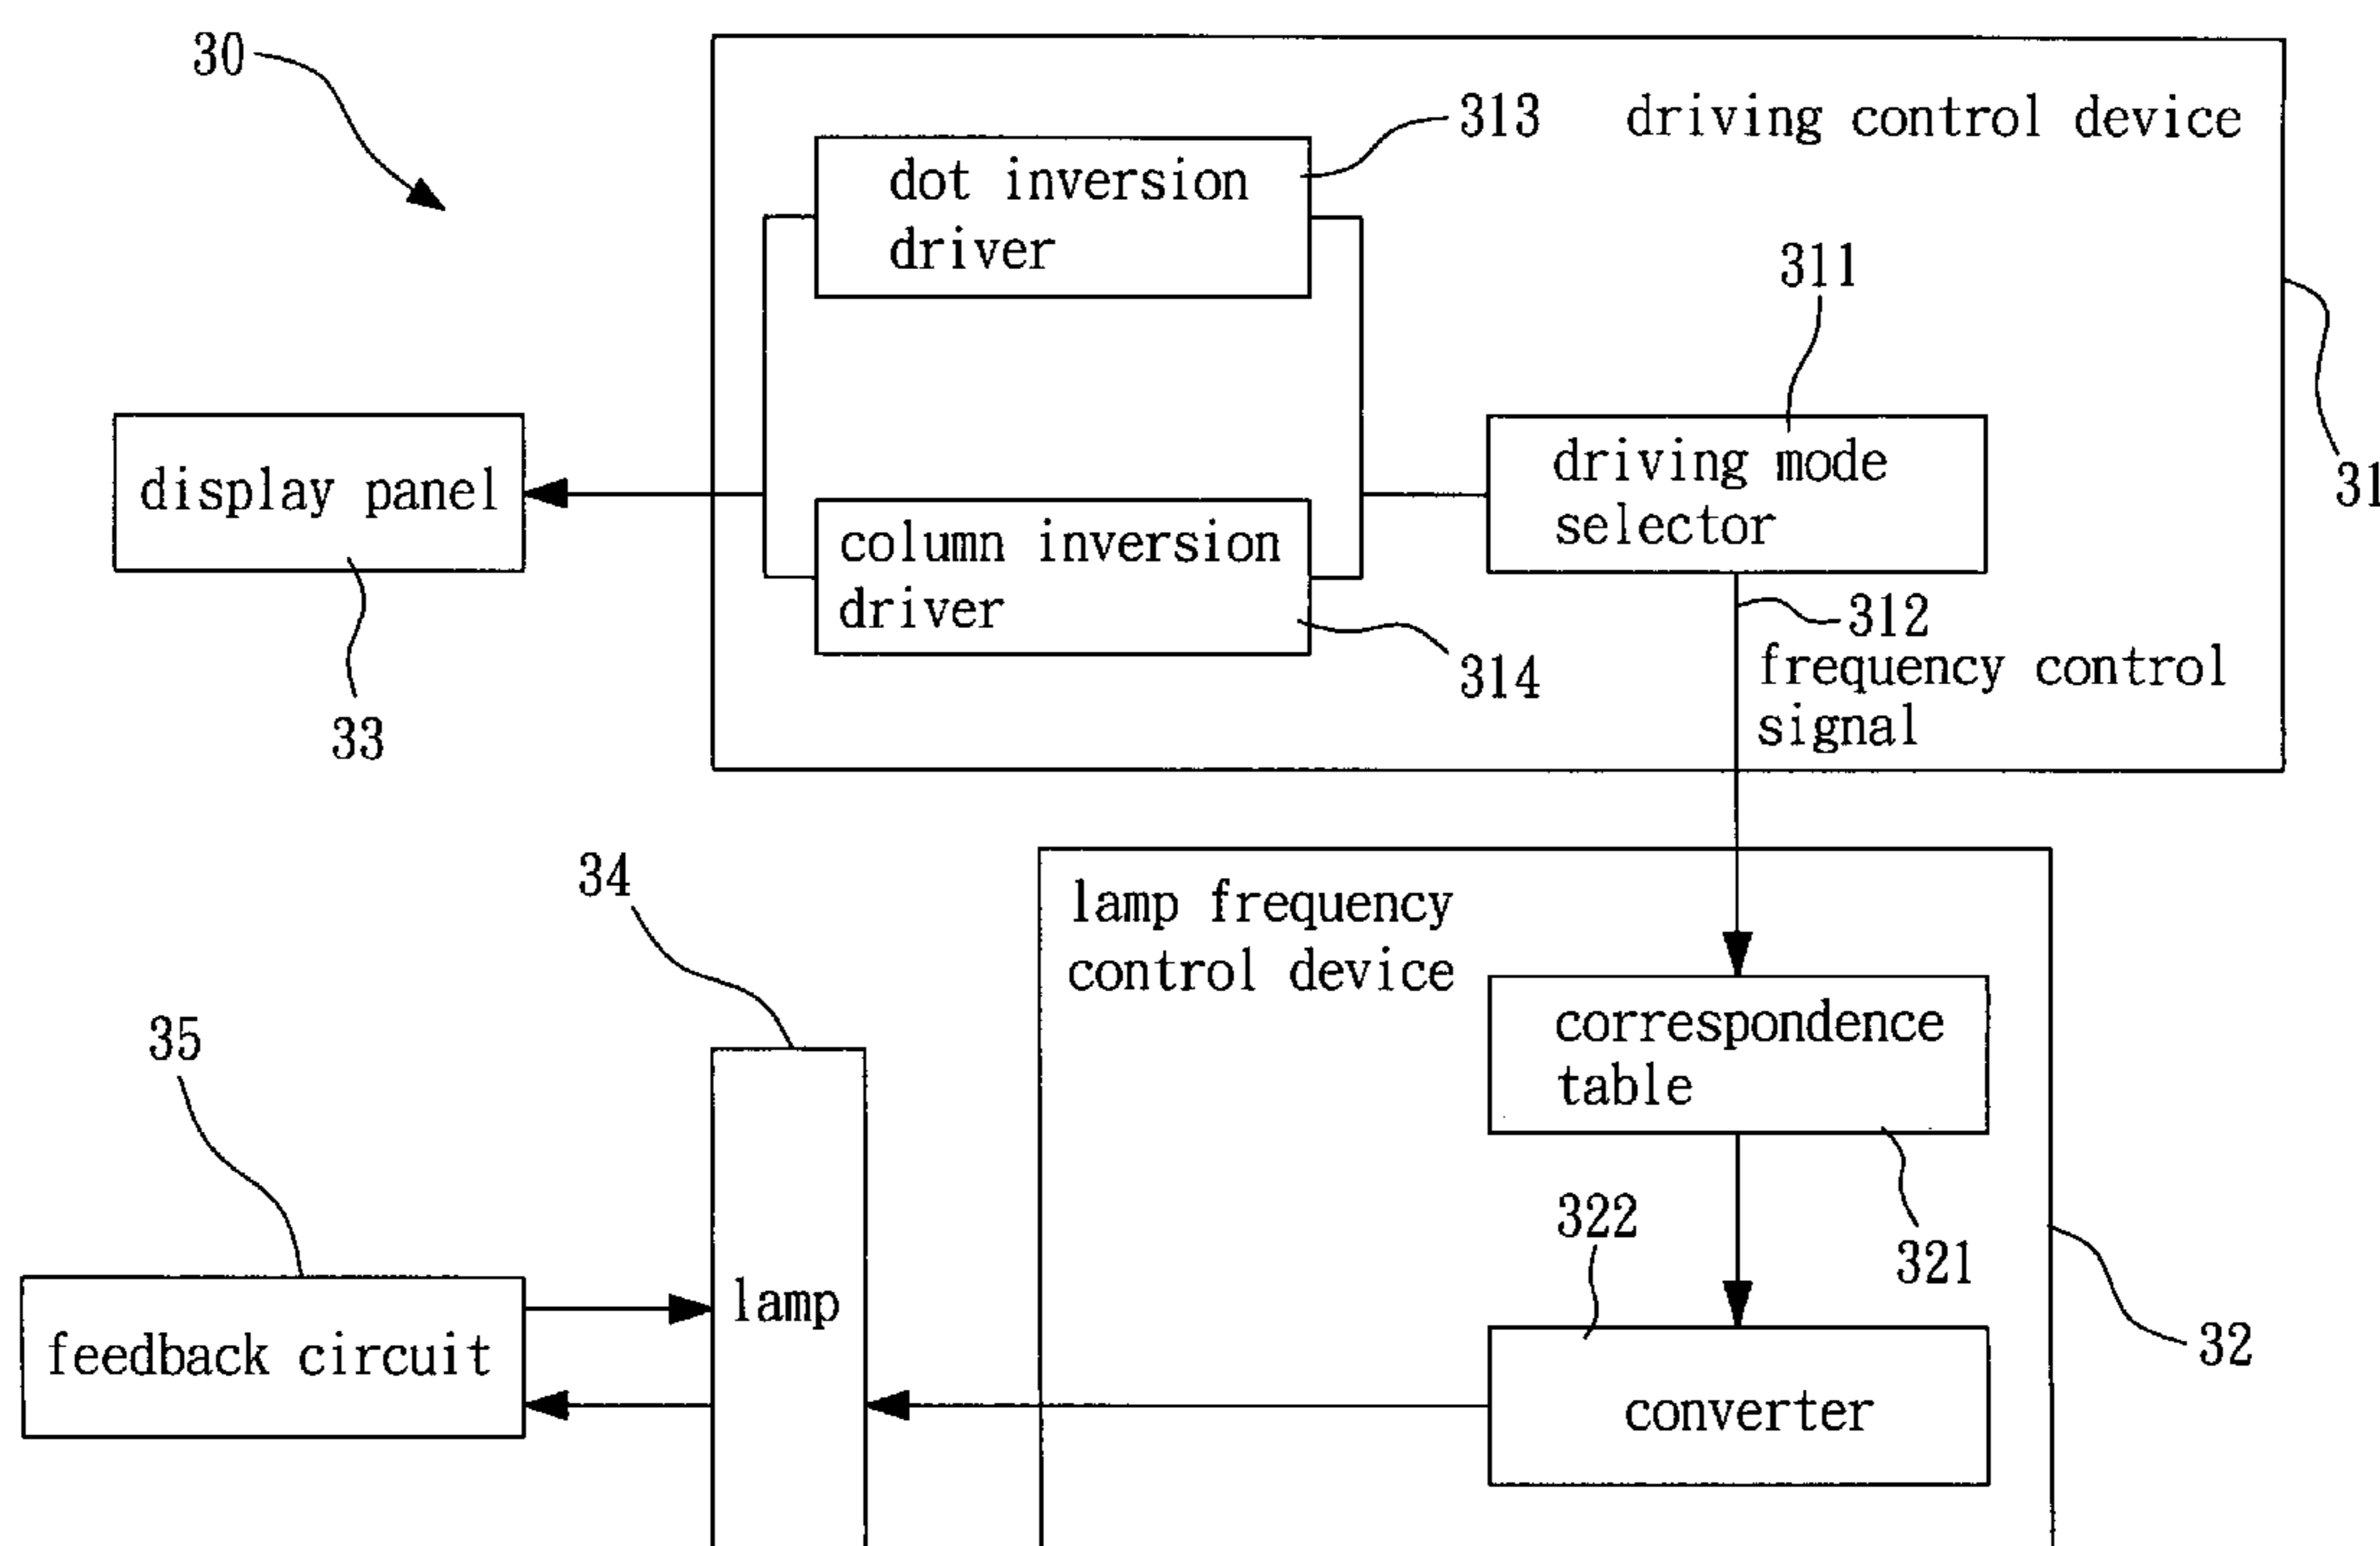 30
313
driving control device
dot inversion
driver
311
driving mode
selector
31
display panel
column inversion
driver
312
frequency control
signal
314
33
34
lamp frequency
control device
correspondence
table
35
322
321
lamp
32
feedback circuit
converter